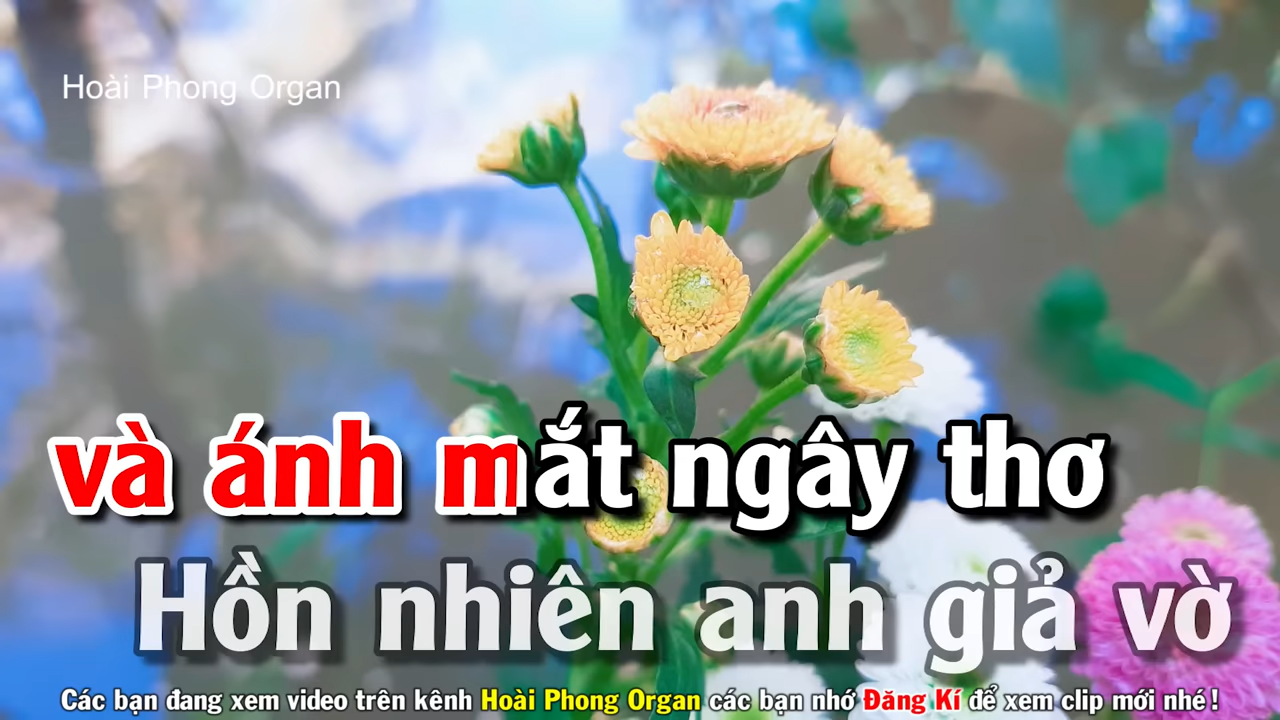 Hoài Phong Organ
và ánh mắt ngây thơ
Hồn nhiên anh giả vờ
Các bạn đang xem video trên kênh Hoài Phong Organ các bạn nhớ Đăng Kí để xem clip mới nhé !